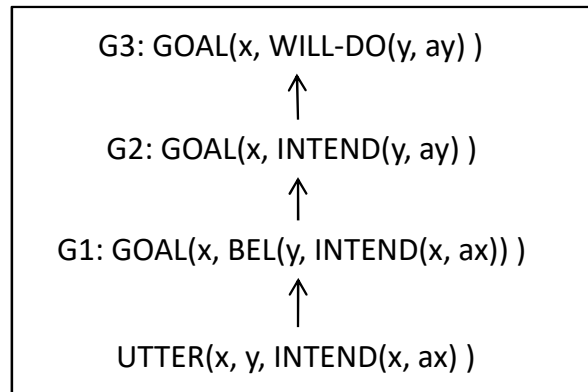 G3: GOAL(x, WILL-DO(y, ay) )
G2: GOAL(x, INTEND(y, ay) )
G1: GOAL(x, BEL(y, INTEND(x, ax)) )
UTTER(x, y, INTEND(x, ax) )